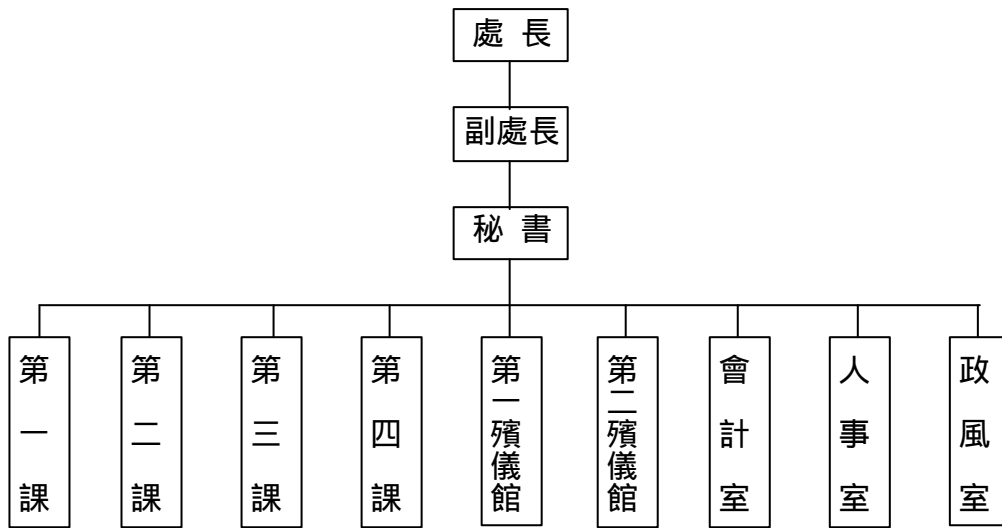 處 長
副處長
秘 書
第一課
第二課
第三課
第四課
第一殯儀館
第二殯儀館
會計室
人事室
政風室